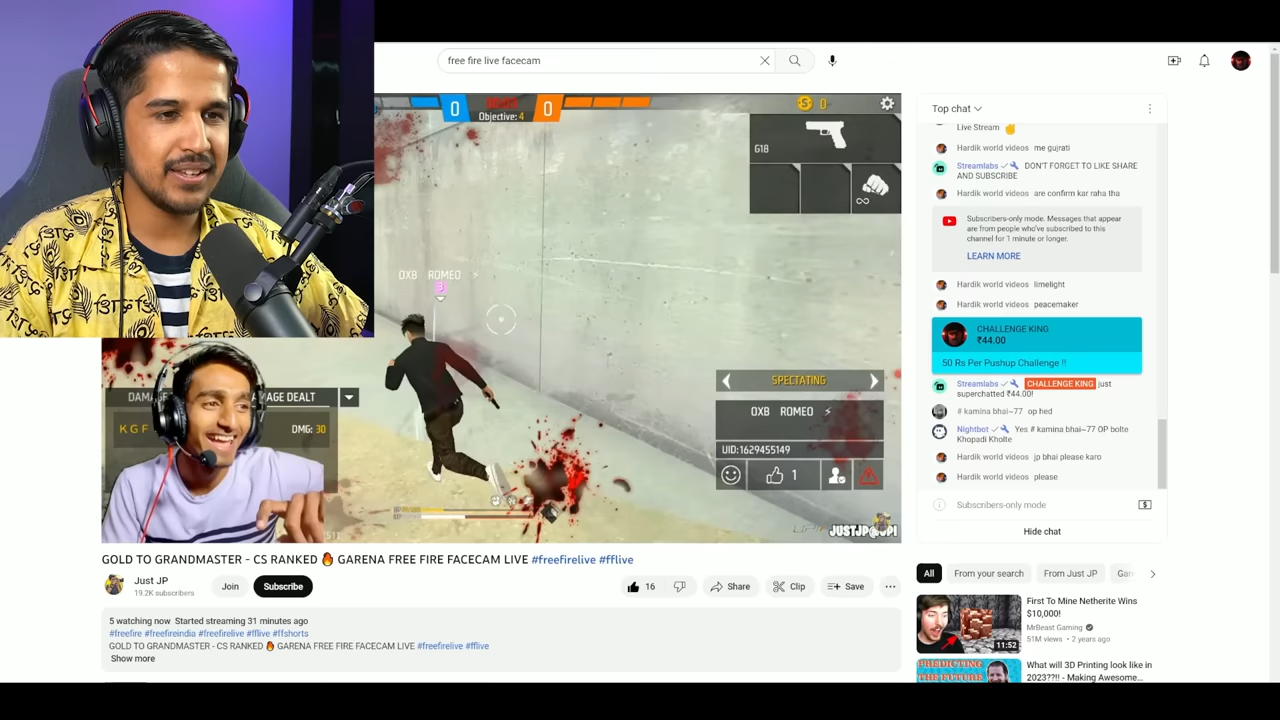 free fire live facecam
0
0
Objective: 4
0
G18
OXB ROMEO
3
SPECTATING
OXB ROMEO
UID:1629455149
1
AGE DEALT
KGF
DMG: 30
JUSTJP@UPI
Top chat
Live Stream
Hardik world videos me gujrati
Streamlabs DON'T FORGET TO LIKE SHARE
AND SUBSCRIBE
Hardik world videos are confirm kar raha tha
Subscribers-only mode. Messages that appear
are from people who've subscribed to this
channel for 1 minute or longer.
LEARN MORE
Hardik world videos limelight
Hardik world videos peacemaker
CHALLENGE KING
₹44.00
50 Rs Per Pushup Challenge !!
Streamlabs CHALLENGE KING just
superchatted ₹44.00!
# kamina bhai~77 op hed
Nightbot Yes # kamina bhai~77 OP bolte
Khopadi Kholte
Hardik world videos jp bhai please karo
Hardik world videos please
Subscribers-only mode
Hide chat
GOLD TO GRANDMASTER - CS RANKED 🔥 GARENA FREE FIRE FACECAM LIVE #freefirelive #fflive
Just JP
19.2K subscribers
Join
Subscribe
16
Share
Clip
Save
5 watching now Started streaming 31 minutes ago
#freefire #freefireindia #freefirelive #fflive #ffshorts
GOLD TO GRANDMASTER - CS RANKED 🔥 GARENA FREE FIRE FACECAM LIVE #freefirelive #fflive
Show more
All
From your search
From Just JP
Gar
First To Mine Netherite Wins
$10,000!
MrBeast Gaming
51M views • 2 years ago
11:52
PREDICTING
THE FUTURE
What will 3D Printing look like in
2023??!! - Making Awesome...